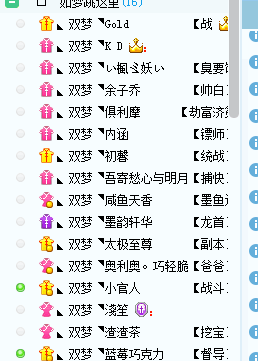 如梦眺这里 (16)
双梦 Gold 【战
双梦 K D
双梦 い楓ミ妖い 【臭要饭
双梦 余子乔 【帅白】
双梦 俱利摩 【劫富济
双梦 内涵 【镖师】
双梦 初馨 【统战】
双梦 吾寄愁心与明月 【捕快】
双梦 咸鱼天香 【墨鱼
双梦 墨韵轩华 【龙首】
双梦 太极至尊 【副本】
双梦 奥利奥。巧轻脆 【爸爸】
双梦 小官人 【战斗】
双梦 淺笙
双梦 渣渣茶 【挖宝】
双梦 蓝莓巧克力 【督导】